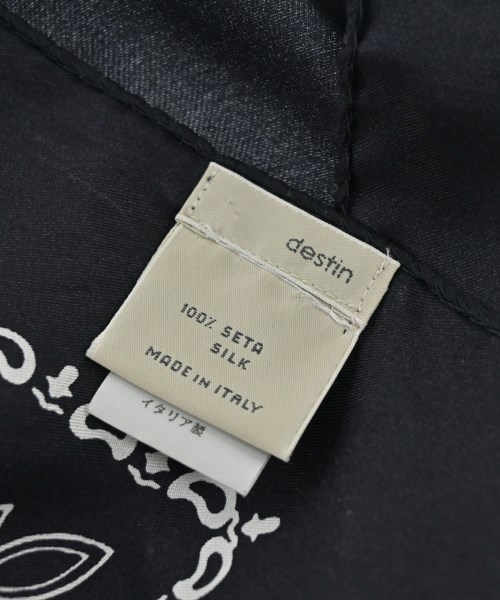 destin
100% SETA
SILK
MADE IN ITALY
イタリア製